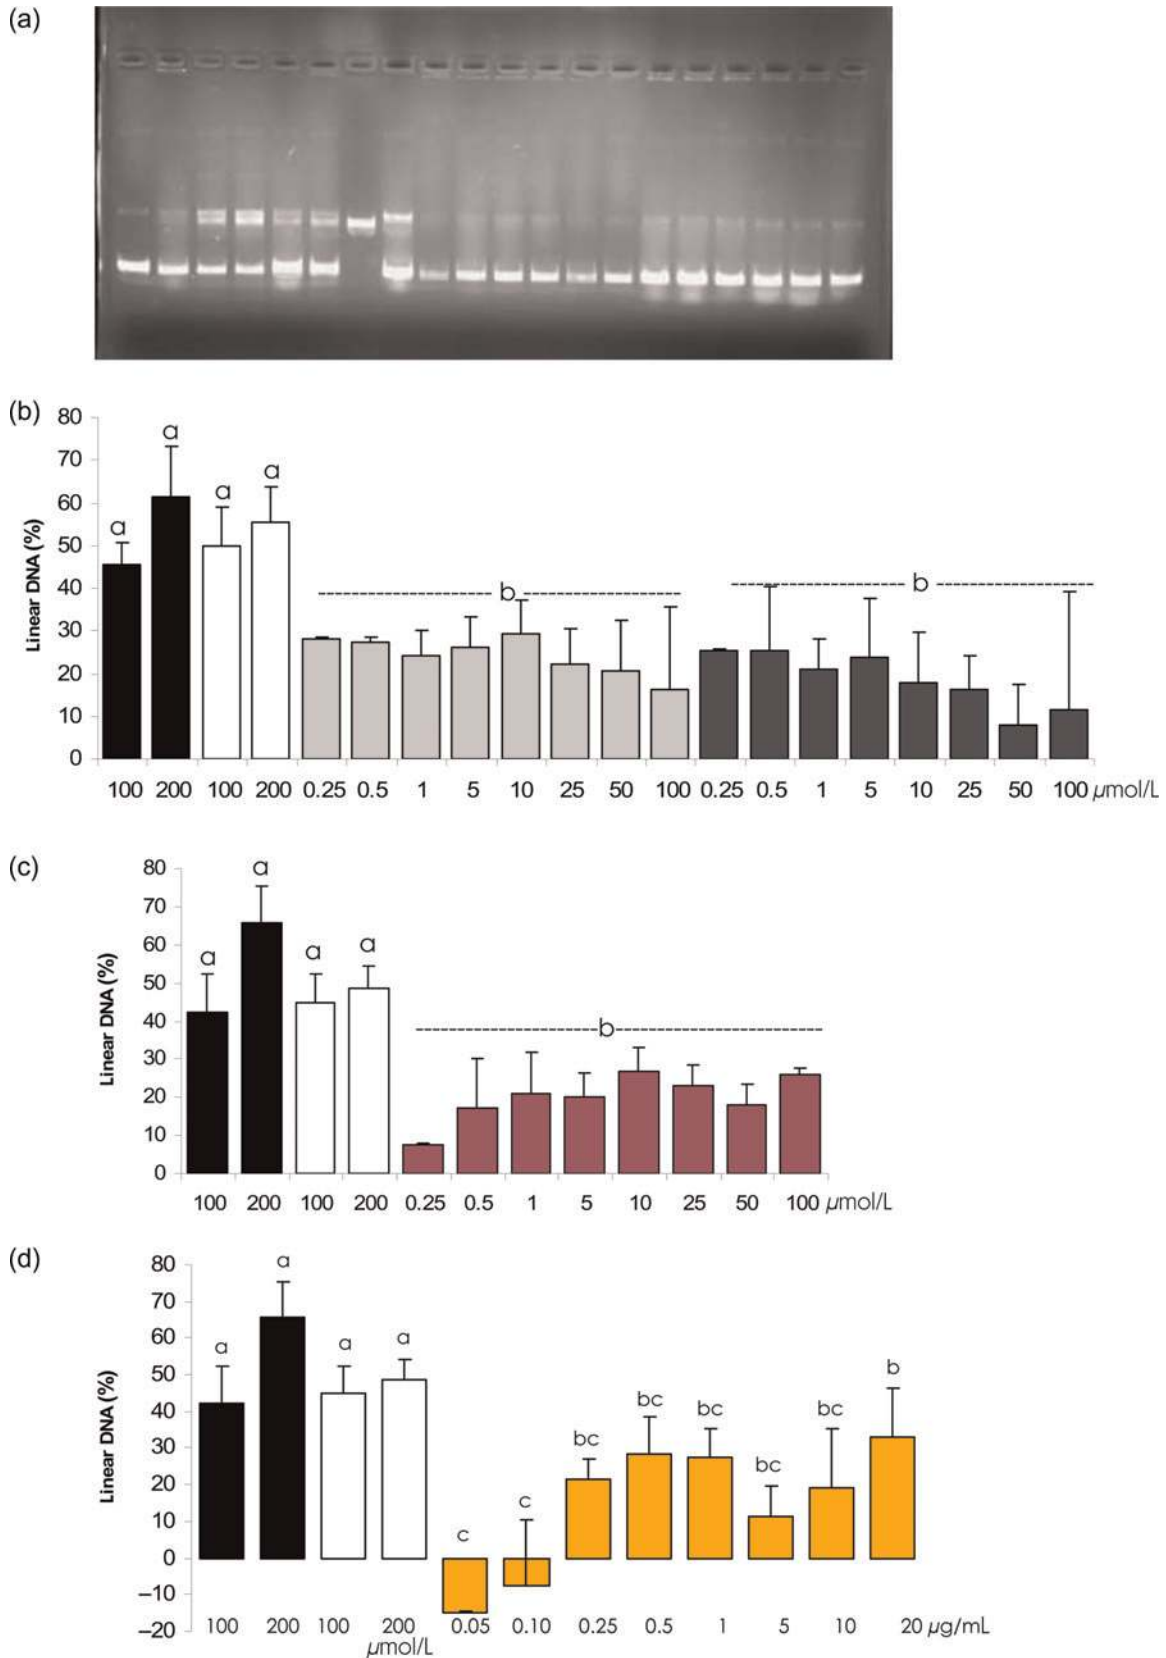 (a)
(b)
80
70
60
50
40
30
20
10
0
Linear DNA (%)
a
a
a
a
b
b
100 200 100 200 0.25 0.5 1 5 10 25 50 100 0.25 0.5 1 5 10 25 50 100 µmol/L
(c)
80
70
60
50
40
30
20
10
0
Linear DNA (%)
a
a
a
a
b
100 200 100 200 0.25 0.5 1 5 10 25 50 100 µmol/L
(d)
80
70
60
50
40
30
20
10
0
–10
–20
Linear DNA (%)
a
a
a
a
c
c
bc
bc
bc
bc
bc
b
100 200 100 200 0.05 0.10 0.25 0.5 1 5 10 20 µg/mL
µmol/L